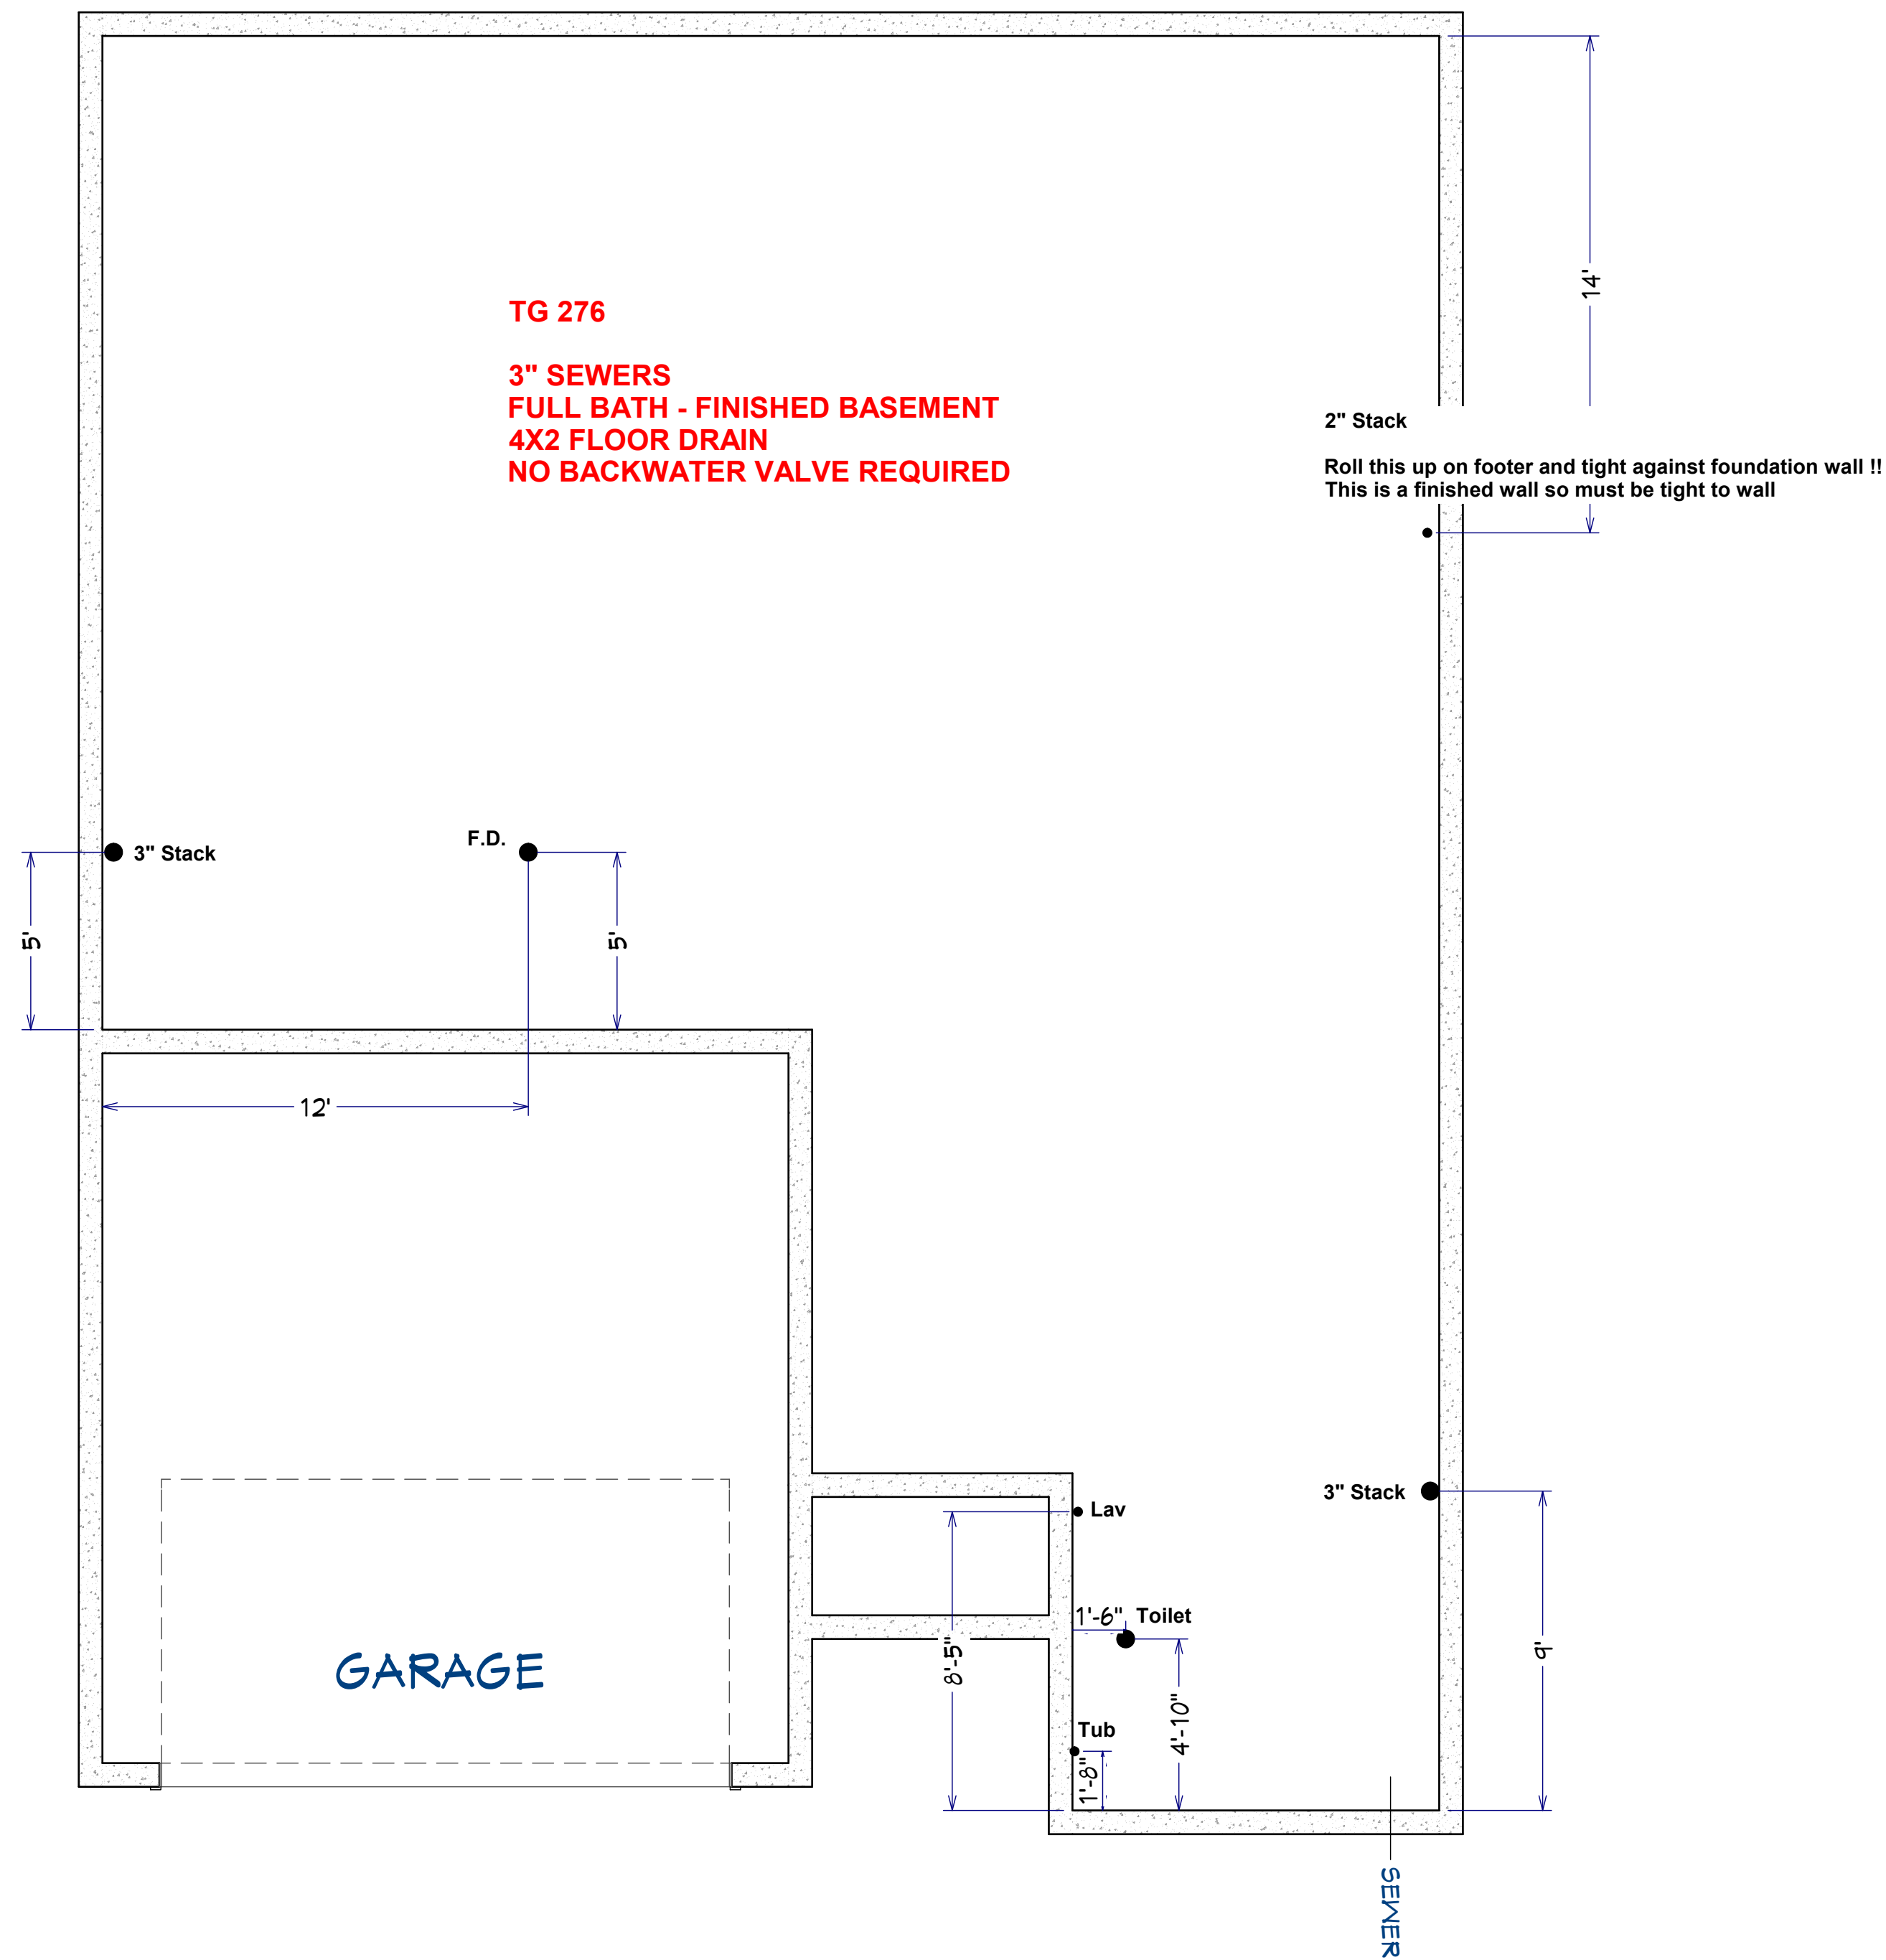 14'
TG 276
3" SEWERS
FULL BATH - FINISHED BASEMENT
4X2 FLOOR DRAIN
NO BACKWATER VALVE REQUIRED
2" Stack
Roll this up on footer and tight against foundation wall !!
This is a finished wall so must be tight to wall
3" Stack
F.D.
5'
5'
12'
3" Stack
Lav
1'-6"
Toilet
8'-5"
9'
GARAGE
4'-10"
Tub
1'-8"
SEWER